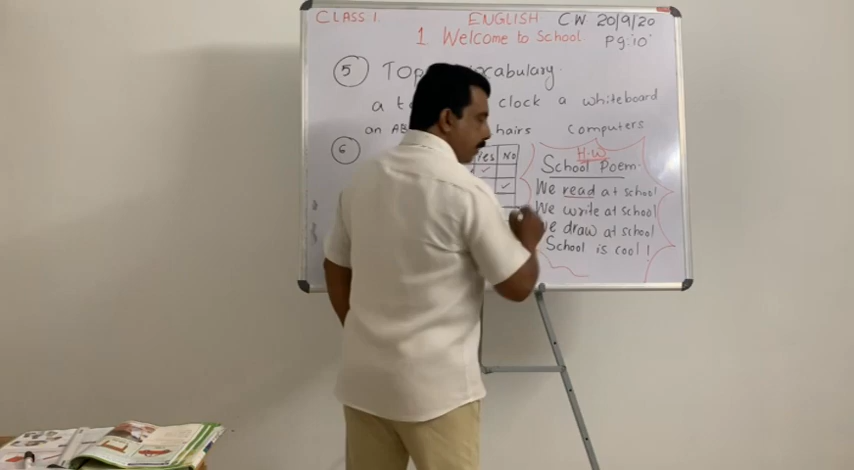 CLASS 1. ENGLISH CW 20/9/20
1 Welcome to School. Pg:10
5 Top vocabulary.
a clock a whiteboard
an hairs Computers
6 Yes No
H.W
School Poem.
We read at school
We write at school
We draw at school
School is cool!